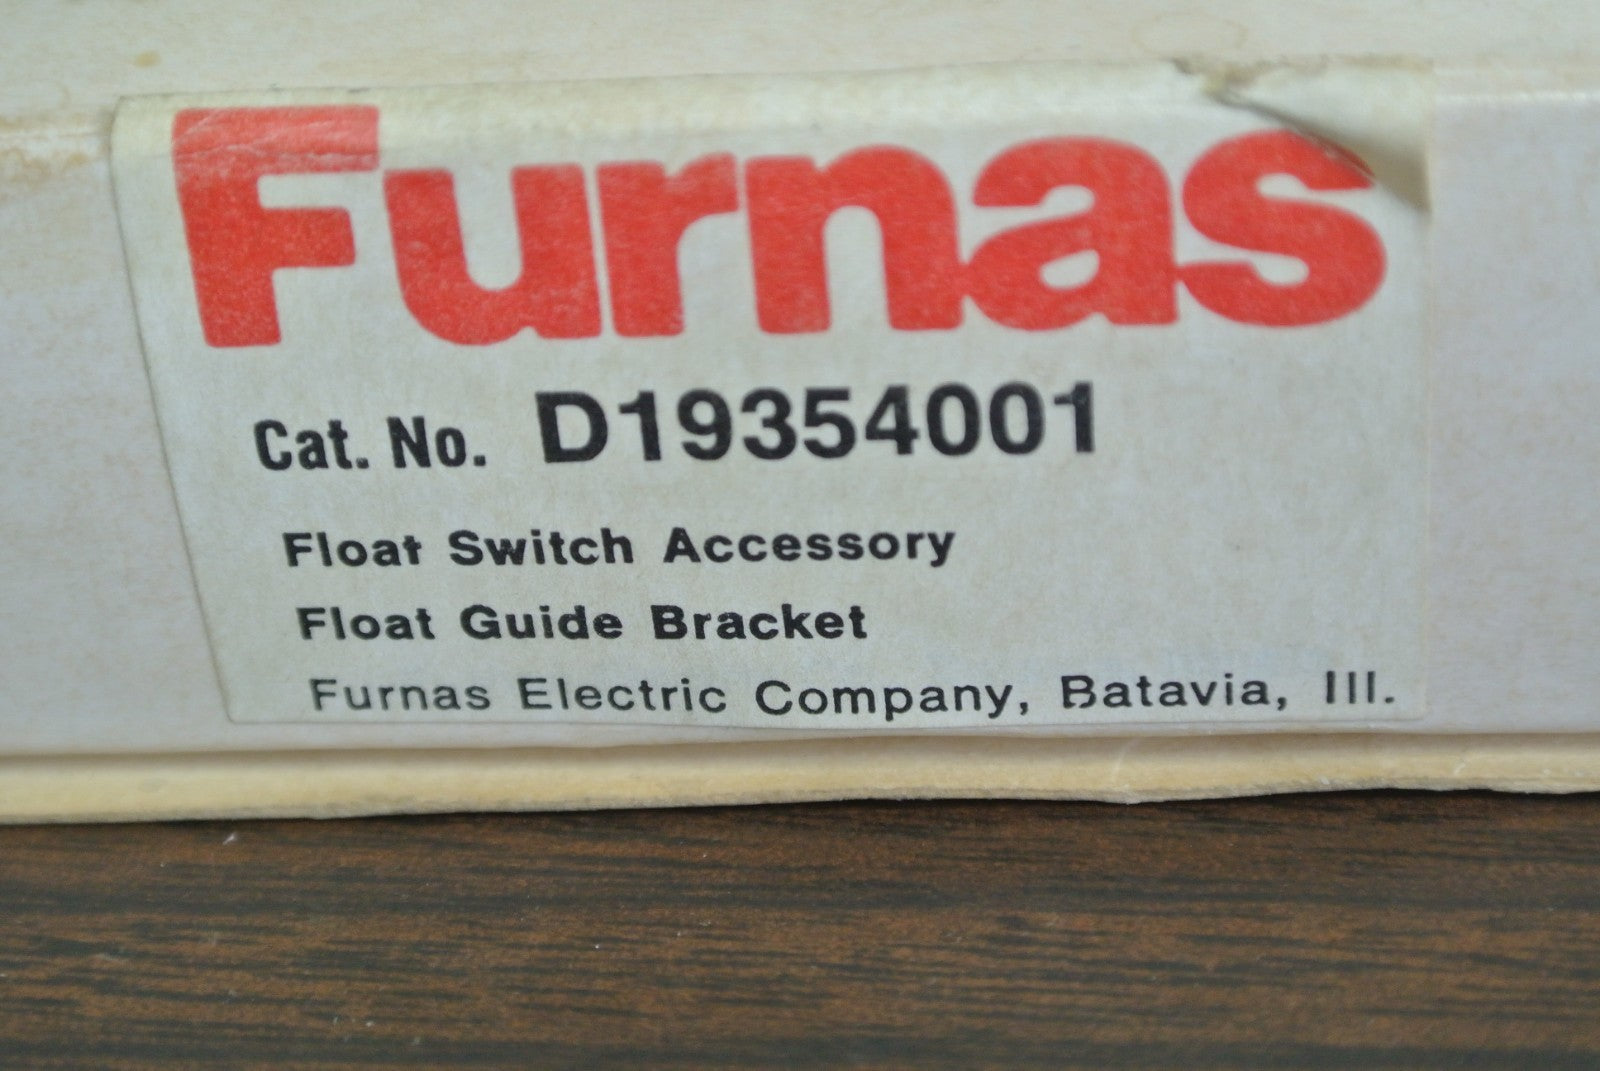 Furnas
Cat. No. D19354001
Float Switch Accessory
Float Guide Bracket
Furnas Electric Company, Batavia, Ill.